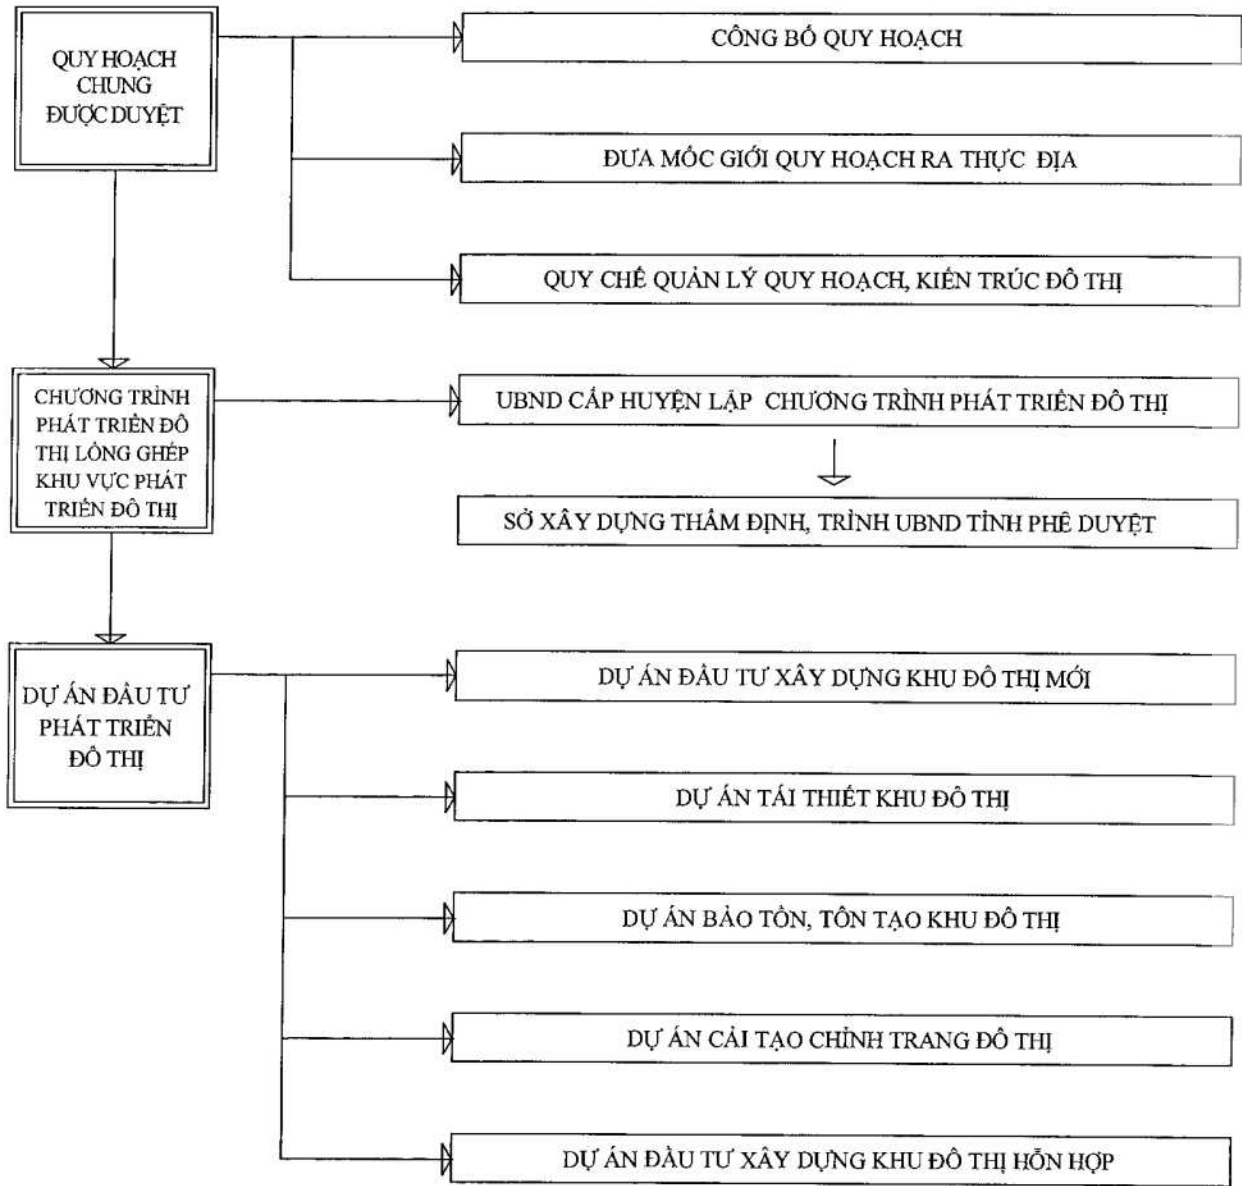 QUY HOẠCH
CHUNG
ĐƯỢC DUYỆT
CÔNG BỐ QUY HOẠCH
ĐƯA MỐC GIỚI QUY HOẠCH RA THỰC ĐỊA
QUY CHẾ QUẢN LÝ QUY HOẠCH, KIẾN TRÚC ĐÔ THỊ
CHƯƠNG TRÌNH
PHÁT TRIỂN ĐÔ
THỊ LỒNG GHÉP
KHU VỰC PHÁT
TRIỂN ĐÔ THỊ
UBND CẤP HUYỆN LẬP CHƯƠNG TRÌNH PHÁT TRIỂN ĐÔ THỊ
SỞ XÂY DỰNG THẨM ĐỊNH, TRÌNH UBND TỈNH PHÊ DUYỆT
DỰ ÁN ĐẦU TƯ
PHÁT TRIỂN
ĐÔ THỊ
DỰ ÁN ĐẦU TƯ XÂY DỰNG KHU ĐÔ THỊ MỚI
DỰ ÁN TÁI THIẾT KHU ĐÔ THỊ
DỰ ÁN BẢO TỒN, TÔN TẠO KHU ĐÔ THỊ
DỰ ÁN CẢI TẠO CHỈNH TRANG ĐÔ THỊ
DỰ ÁN ĐẦU TƯ XÂY DỰNG KHU ĐÔ THỊ HỖN HỢP